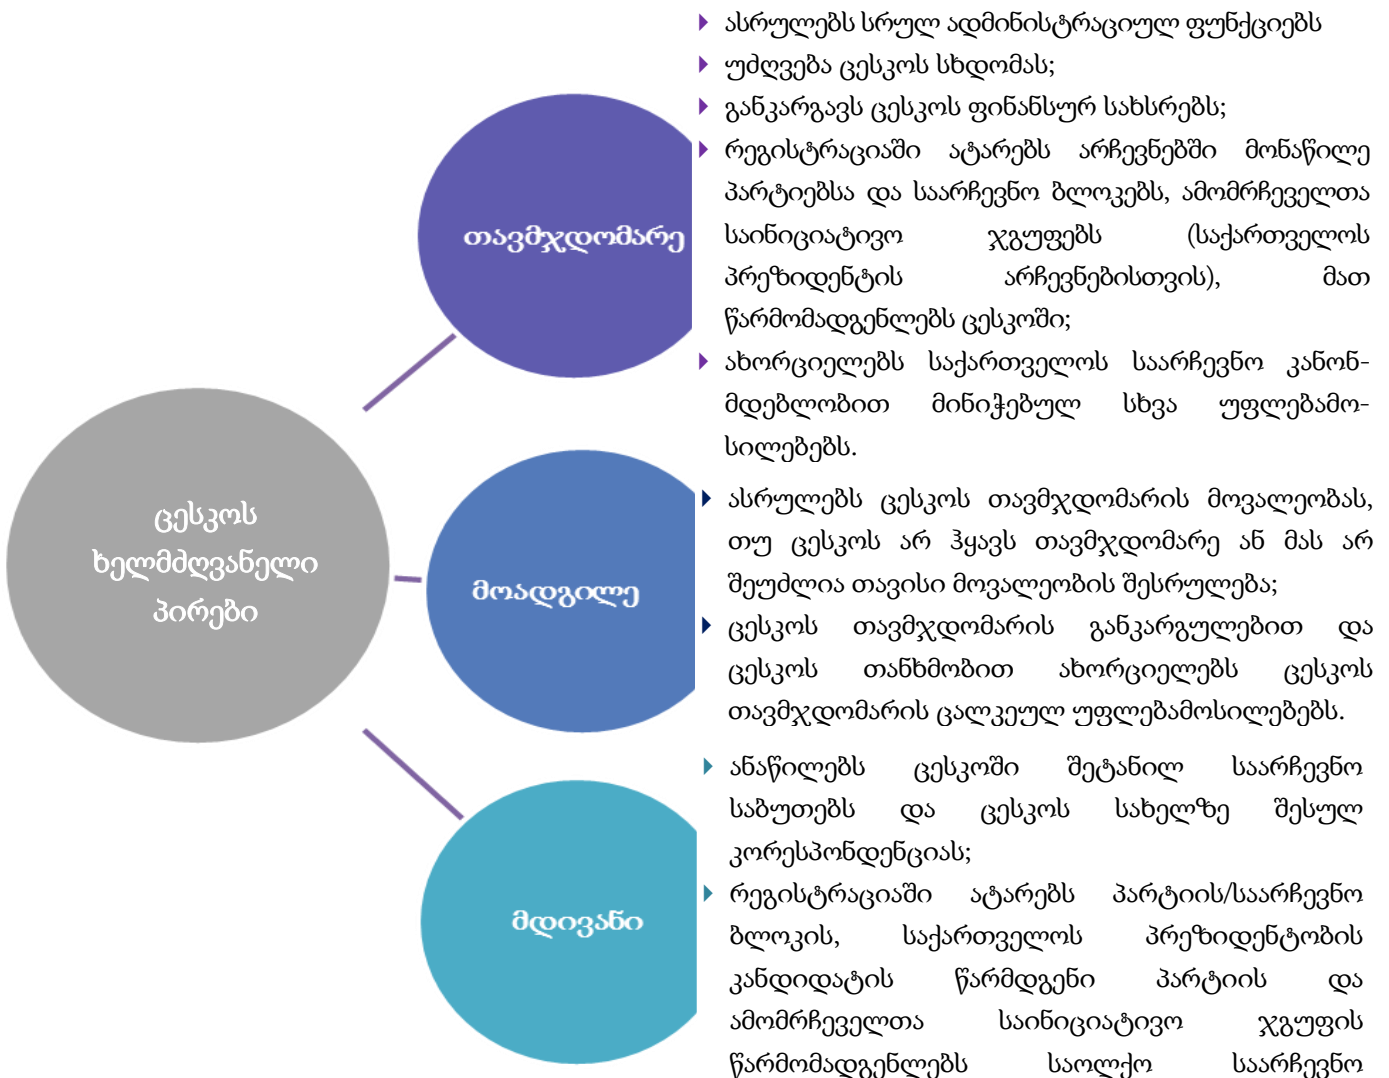 ცესკოს
ხელმძღვანელი
პირები
თავმჯდომარე
ასრულებს სრულ ადმინისტრაციულ ფუნქციებს
უძღვება ცესკოს სხდომას;
განკარგავს ცესკოს ფინანსურ სახსრებს;
რეგისტრაციაში ატარებს არჩევნებში მონაწილე
პარტიებსა და საარჩევნო ბლოკებს, ამომრჩეველთა
საინიციატივო ჯგუფებს (საქართველოს
პრეზიდენტის არჩევნებისთვის), მათ
წარმომადგენლებს ცესკოში;
ახორციელებს საქართველოს საარჩევნო კანონ-
მდებლობით მინიჭებულ სხვა უფლებამო-
სილებებს.
მოადგილე
ასრულებს ცესკოს თავმჯდომარის მოვალეობას,
თუ ცესკოს არ ჰყავს თავმჯდომარე ან მას არ
შეუძლია თავისი მოვალეობის შესრულება;
ცესკოს თავმჯდომარის განკარგულებით და
ცესკოს თანხმობით ახორციელებს ცესკოს
თავმჯდომარის ცალკეულ უფლებამოსილებებს.
მდივანი
ანაწილებს ცესკოში შეტანილ საარჩევნო
საბუთებს და ცესკოს სახელზე შესულ
კორესპონდენციას;
რეგისტრაციაში ატარებს პარტიის/საარჩევნო
ბლოკის, საქართველოს პრეზიდენტობის
კანდიდატის წარმდგენი პარტიის და
ამომრჩეველთა საინიციატივო ჯგუფის
წარმომადგენლებს საოლქო საარჩევნო